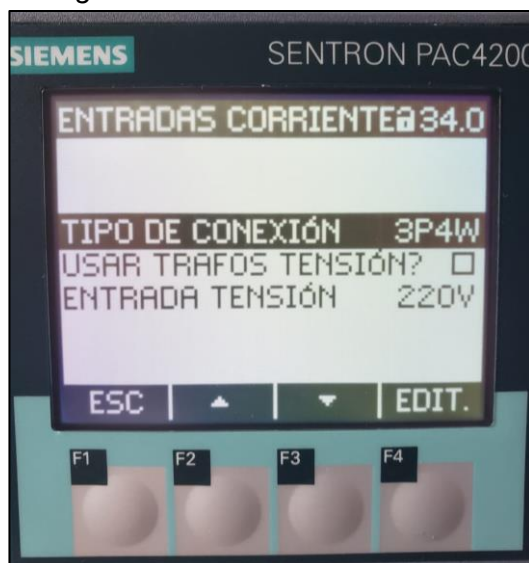 SIEMENS SENTRON PAC4200
ENTRADAS CORRIENTE 34.0
TIPO DE CONEXIÓN 3P4W
USAR TRAFOS TENSIÓN?
ENTRADA TENSIÓN 220V
ESC EDIT.
F1 F2 F3 F4